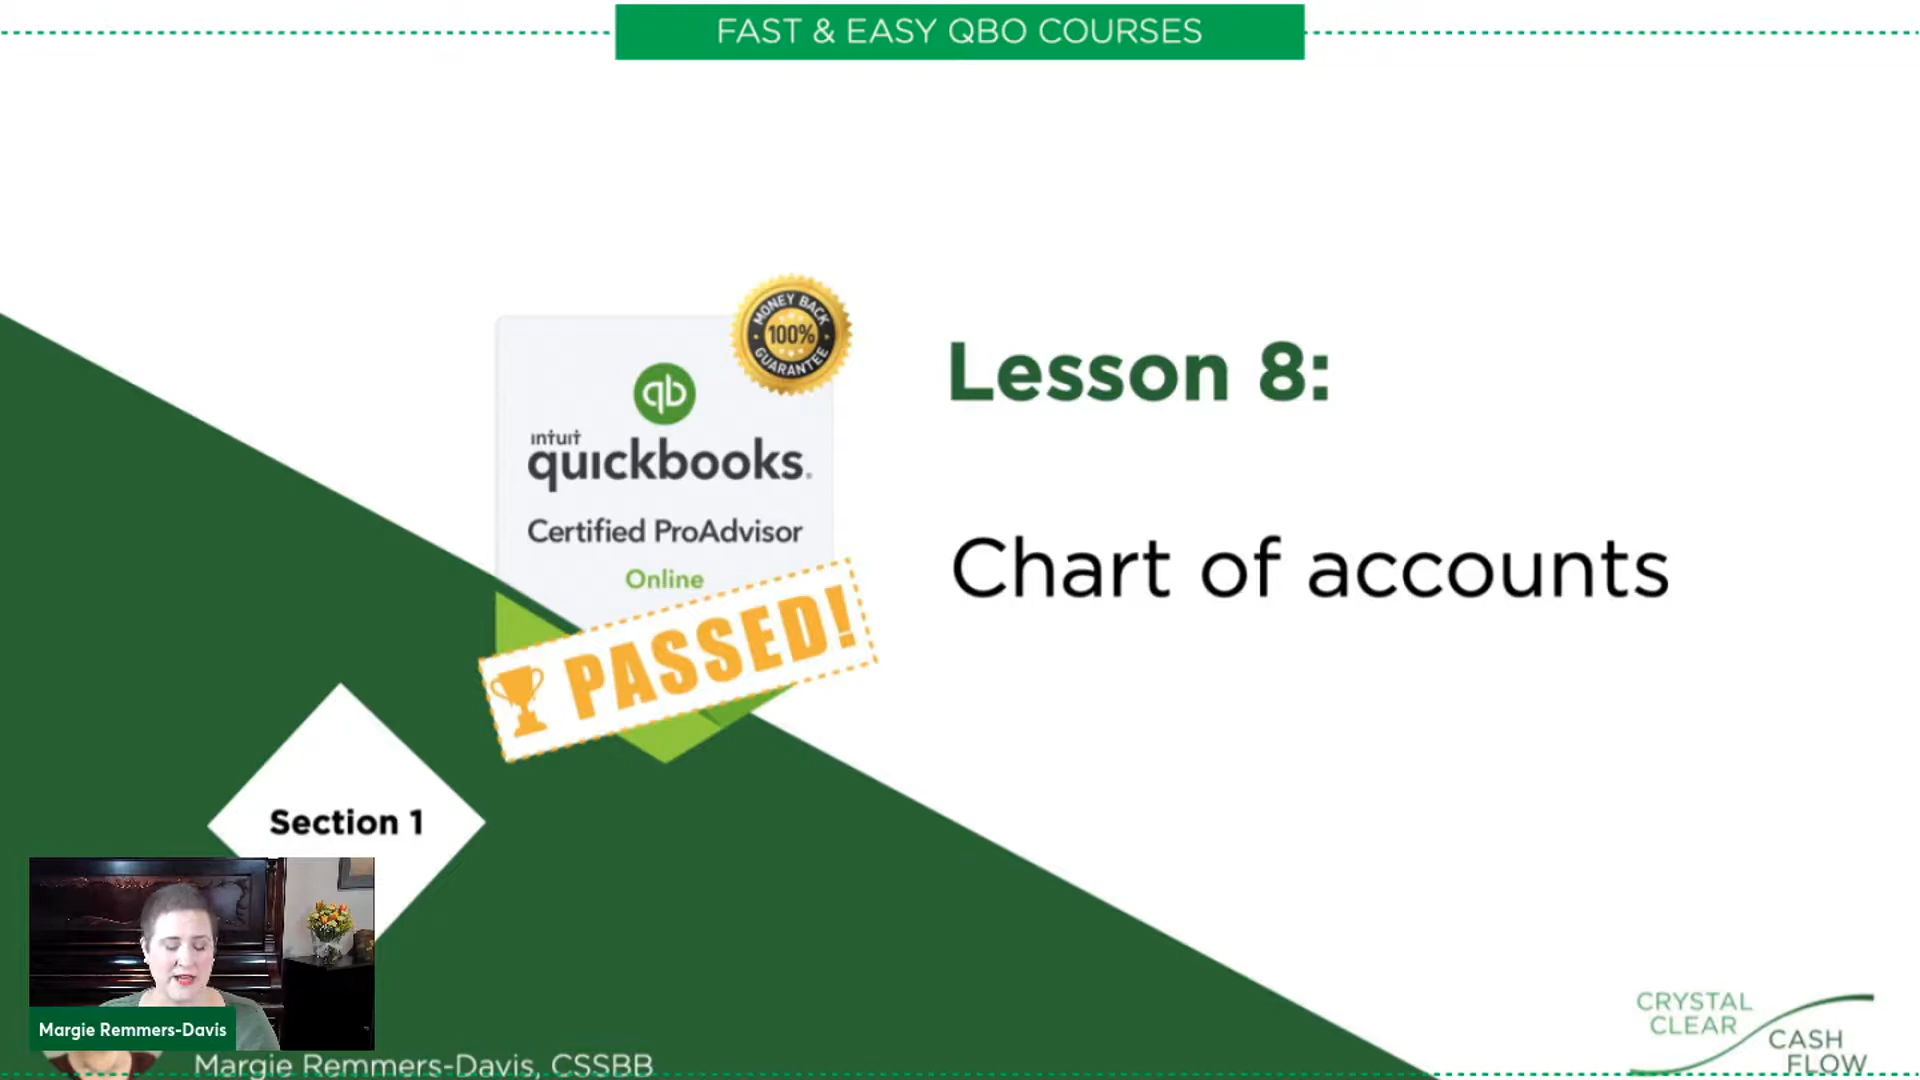 FAST & EASY QBO COURSES
MONEY BACK
100%
GUARANTEE
qb
intuit
quickbooks.
Certified ProAdvisor
Online
PASSED!
Lesson 8:
Chart of accounts
Section 1
Margie Remmers-Davis
Margie Remmers-Davis, CSSBB
CRYSTAL
CLEAR
CASH
FLOW